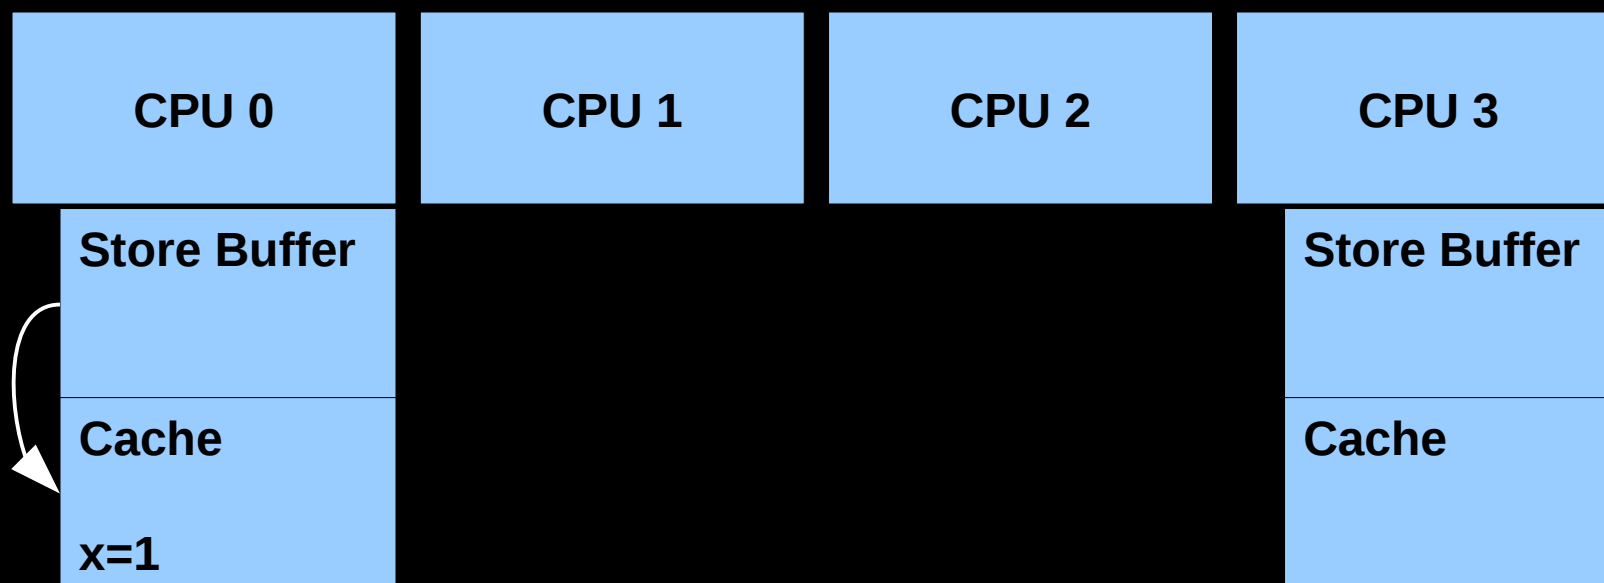 CPU 0
CPU 1
CPU 2
CPU 3
Store Buffer
Store Buffer
Cache
Cache
x=1